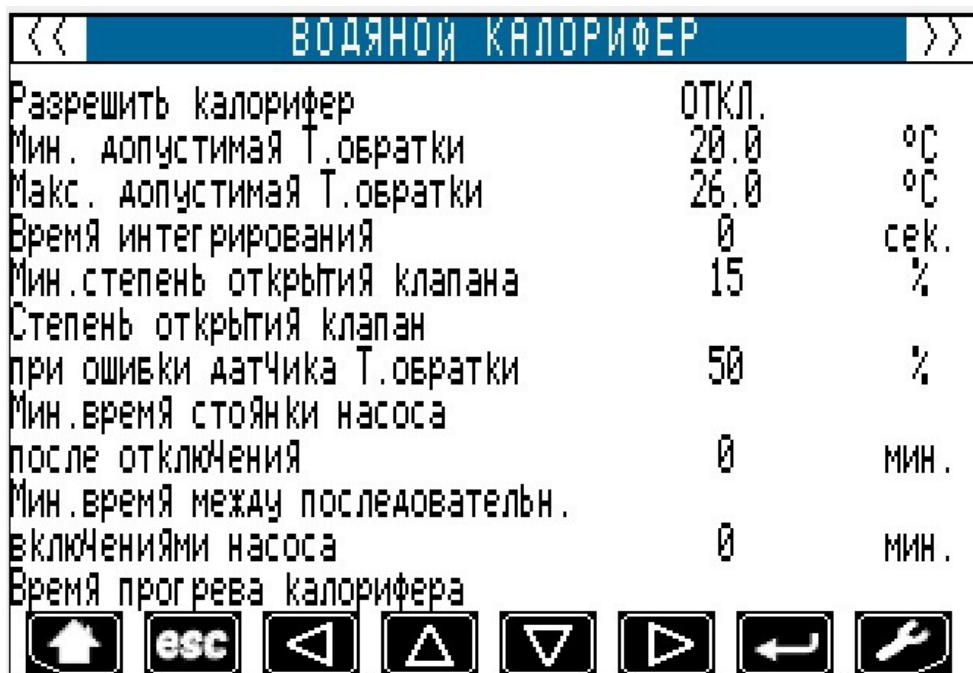 << ВОДЯНОЙ КАЛОРИФЕР >>
Разрешить калорифер ОТКЛ.
Мин. допустимая Т.обратки 20.0 °C
Макс. допустимая Т.обратки 26.0 °C
Время интегрирования 0 сек.
Мин.степень открытия клапана 15 %
Степень открытия клапан
при ошибки датчика Т.обратки 50 %
Мин.время стоянки насоса
после отключения 0 мин.
Мин.время между последовательн.
включениями насоса 0 мин.
Время прогрева калорифера
esc